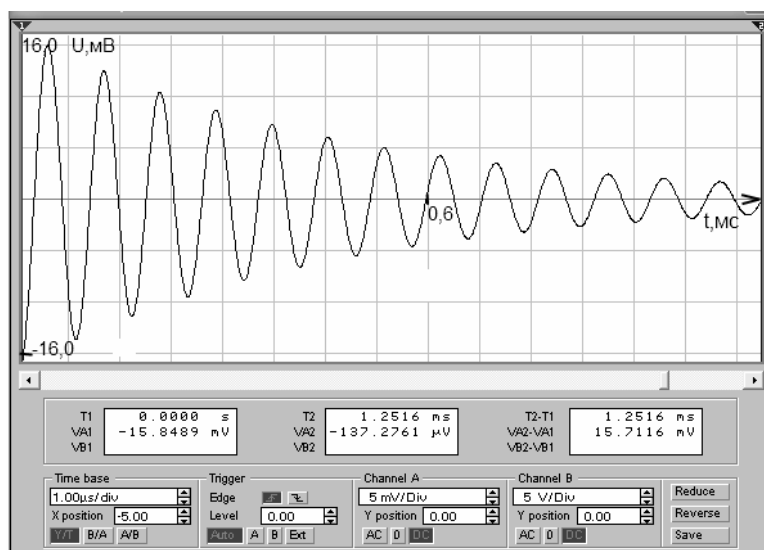 1
2
16,0 U,мВ
0,6
t,мс
-16,0
T1 0.0000 s
VA1 -15.8489 mV
VB1
T2 1.2516 ms
VA2 -137.2761 μV
VB2
T2-T1 1.2516 ms
VA2-VA1 15.7116 mV
VB2-VB1
Time base
1.00μs/div
X position -5.00
Y/T B/A A/B
Trigger
Edge
Level 0.00
Auto A B Ext
Channel A
5 mV/Div
Y position 0.00
AC 0 DC
Channel B
5 V/Div
Y position 0.00
AC 0 DC
Reduce
Reverse
Save